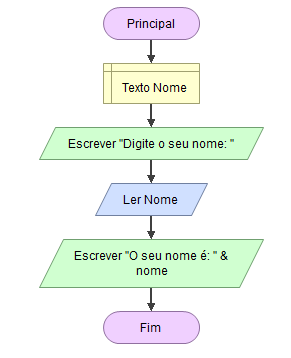 Principal
Texto Nome
Escrever "Digite o seu nome: "
Ler Nome
Escrever "O seu nome é: " &
nome
Fim